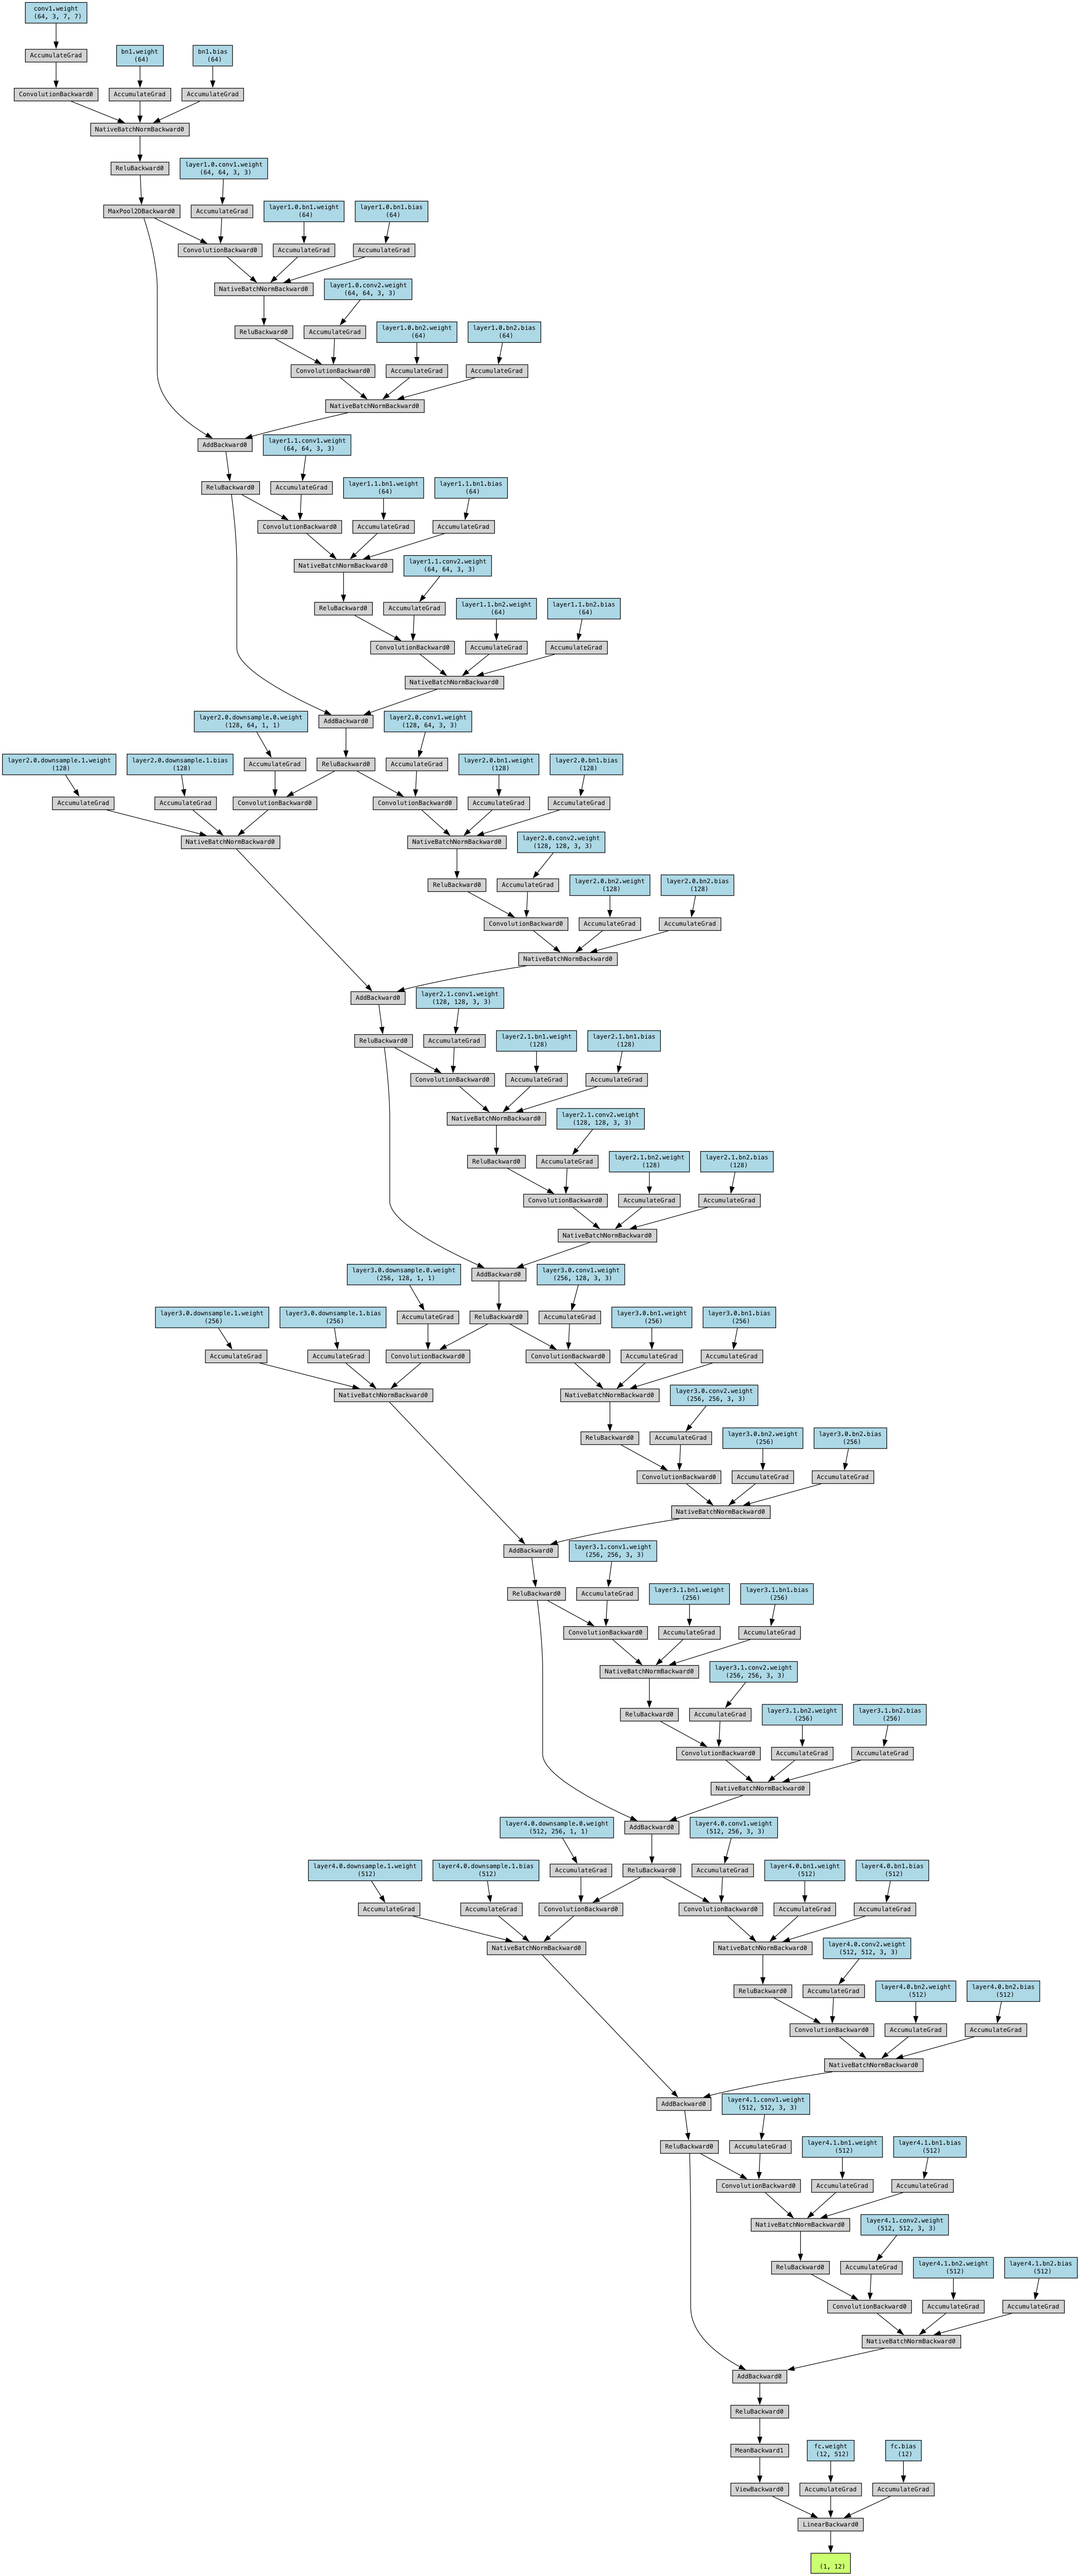 conv1.weight
(64, 3, 7, 7)
AccumulateGrad
bn1.weight
(64)
bn1.bias
(64)
ConvolutionBackward0
AccumulateGrad
AccumulateGrad
NativeBatchNormBackward0
ReluBackward0
layer1.0.conv1.weight
(64, 64, 3, 3)
MaxPool2DBackward0
AccumulateGrad
layer1.0.bn1.weight
(64)
layer1.0.bn1.bias
(64)
ConvolutionBackward0
AccumulateGrad
AccumulateGrad
NativeBatchNormBackward0
layer1.0.conv2.weight
(64, 64, 3, 3)
ReluBackward0
AccumulateGrad
layer1.0.bn2.weight
(64)
layer1.0.bn2.bias
(64)
ConvolutionBackward0
AccumulateGrad
AccumulateGrad
NativeBatchNormBackward0
AddBackward0
layer1.1.conv1.weight
(64, 64, 3, 3)
ReluBackward0
AccumulateGrad
layer1.1.bn1.weight
(64)
layer1.1.bn1.bias
(64)
ConvolutionBackward0
AccumulateGrad
AccumulateGrad
NativeBatchNormBackward0
layer1.1.conv2.weight
(64, 64, 3, 3)
ReluBackward0
AccumulateGrad
layer1.1.bn2.weight
(64)
layer1.1.bn2.bias
(64)
ConvolutionBackward0
AccumulateGrad
AccumulateGrad
NativeBatchNormBackward0
layer2.0.downsample.0.weight
(128, 64, 1, 1)
AddBackward0
layer2.0.conv1.weight
(128, 64, 3, 3)
layer2.0.downsample.1.weight
(128)
layer2.0.downsample.1.bias
(128)
AccumulateGrad
ReluBackward0
AccumulateGrad
layer2.0.bn1.weight
(128)
layer2.0.bn1.bias
(128)
AccumulateGrad
AccumulateGrad
ConvolutionBackward0
ConvolutionBackward0
AccumulateGrad
AccumulateGrad
NativeBatchNormBackward0
NativeBatchNormBackward0
layer2.0.conv2.weight
(128, 128, 3, 3)
ReluBackward0
AccumulateGrad
layer2.0.bn2.weight
(128)
layer2.0.bn2.bias
(128)
ConvolutionBackward0
AccumulateGrad
AccumulateGrad
NativeBatchNormBackward0
AddBackward0
layer2.1.conv1.weight
(128, 128, 3, 3)
ReluBackward0
AccumulateGrad
layer2.1.bn1.weight
(128)
layer2.1.bn1.bias
(128)
ConvolutionBackward0
AccumulateGrad
AccumulateGrad
NativeBatchNormBackward0
layer2.1.conv2.weight
(128, 128, 3, 3)
ReluBackward0
AccumulateGrad
layer2.1.bn2.weight
(128)
layer2.1.bn2.bias
(128)
ConvolutionBackward0
AccumulateGrad
AccumulateGrad
NativeBatchNormBackward0
layer3.0.downsample.0.weight
(256, 128, 1, 1)
AddBackward0
layer3.0.conv1.weight
(256, 128, 3, 3)
layer3.0.downsample.1.weight
(256)
layer3.0.downsample.1.bias
(256)
AccumulateGrad
ReluBackward0
AccumulateGrad
layer3.0.bn1.weight
(256)
layer3.0.bn1.bias
(256)
AccumulateGrad
AccumulateGrad
ConvolutionBackward0
ConvolutionBackward0
AccumulateGrad
AccumulateGrad
NativeBatchNormBackward0
NativeBatchNormBackward0
layer3.0.conv2.weight
(256, 256, 3, 3)
ReluBackward0
AccumulateGrad
layer3.0.bn2.weight
(256)
layer3.0.bn2.bias
(256)
ConvolutionBackward0
AccumulateGrad
AccumulateGrad
NativeBatchNormBackward0
AddBackward0
layer3.1.conv1.weight
(256, 256, 3, 3)
ReluBackward0
AccumulateGrad
layer3.1.bn1.weight
(256)
layer3.1.bn1.bias
(256)
ConvolutionBackward0
AccumulateGrad
AccumulateGrad
NativeBatchNormBackward0
layer3.1.conv2.weight
(256, 256, 3, 3)
ReluBackward0
AccumulateGrad
layer3.1.bn2.weight
(256)
layer3.1.bn2.bias
(256)
ConvolutionBackward0
AccumulateGrad
AccumulateGrad
NativeBatchNormBackward0
layer4.0.downsample.0.weight
(512, 256, 1, 1)
AddBackward0
layer4.0.conv1.weight
(512, 256, 3, 3)
layer4.0.downsample.1.weight
(512)
layer4.0.downsample.1.bias
(512)
AccumulateGrad
ReluBackward0
AccumulateGrad
layer4.0.bn1.weight
(512)
layer4.0.bn1.bias
(512)
AccumulateGrad
AccumulateGrad
ConvolutionBackward0
ConvolutionBackward0
AccumulateGrad
AccumulateGrad
NativeBatchNormBackward0
NativeBatchNormBackward0
layer4.0.conv2.weight
(512, 512, 3, 3)
ReluBackward0
AccumulateGrad
layer4.0.bn2.weight
(512)
layer4.0.bn2.bias
(512)
ConvolutionBackward0
AccumulateGrad
AccumulateGrad
NativeBatchNormBackward0
AddBackward0
layer4.1.conv1.weight
(512, 512, 3, 3)
ReluBackward0
AccumulateGrad
layer4.1.bn1.weight
(512)
layer4.1.bn1.bias
(512)
ConvolutionBackward0
AccumulateGrad
AccumulateGrad
NativeBatchNormBackward0
layer4.1.conv2.weight
(512, 512, 3, 3)
ReluBackward0
AccumulateGrad
layer4.1.bn2.weight
(512)
layer4.1.bn2.bias
(512)
ConvolutionBackward0
AccumulateGrad
AccumulateGrad
NativeBatchNormBackward0
AddBackward0
ReluBackward0
MeanBackward1
fc.weight
(12, 512)
fc.bias
(12)
ViewBackward0
AccumulateGrad
AccumulateGrad
LinearBackward0
(1, 12)